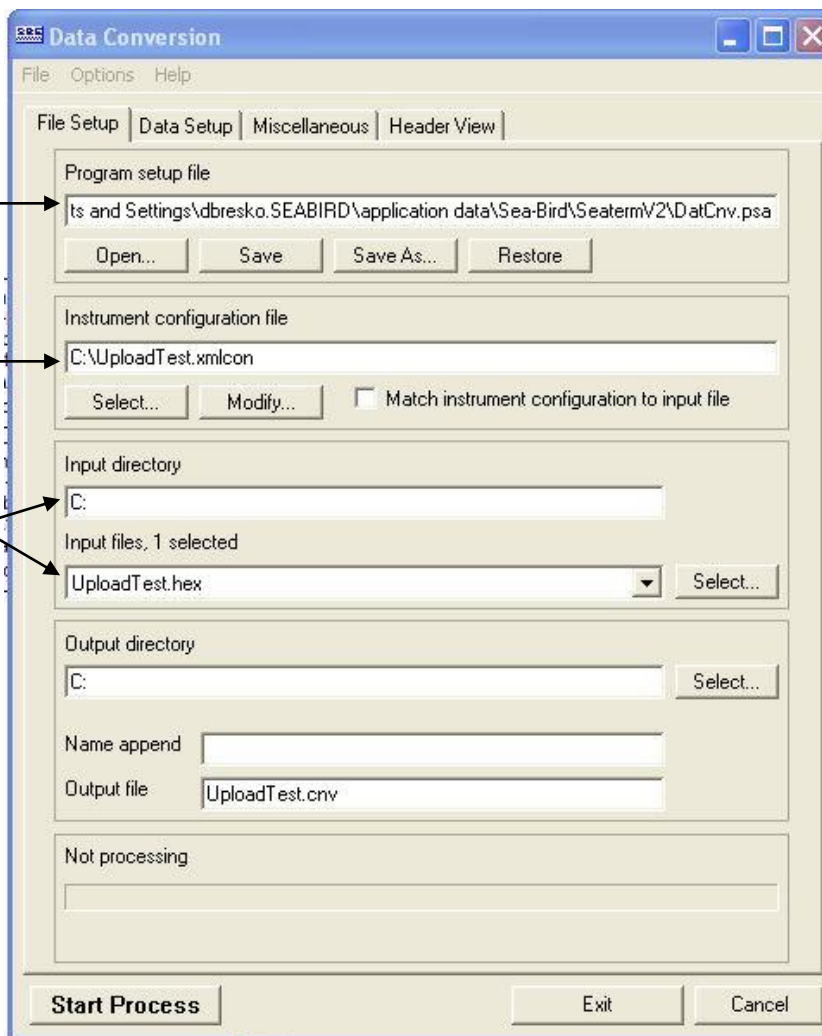 Data Conversion
File Options Help
File Setup Data Setup Miscellaneous Header View
Program setup file
ts and Settings\dbresko.SEABIRD\application data\Sea-Bird\SeatermV2\DatCnv.psa
Open... Save Save As... Restore
Instrument configuration file
C:\UploadTest.xmlcon
Select... Modify... Match instrument configuration to input file
Input directory
C:
Input files, 1 selected
UploadTest.hex Select...
Output directory
C: Select...
Name append
Output file UploadTest.cnv
Not processing
Start Process Exit Cancel